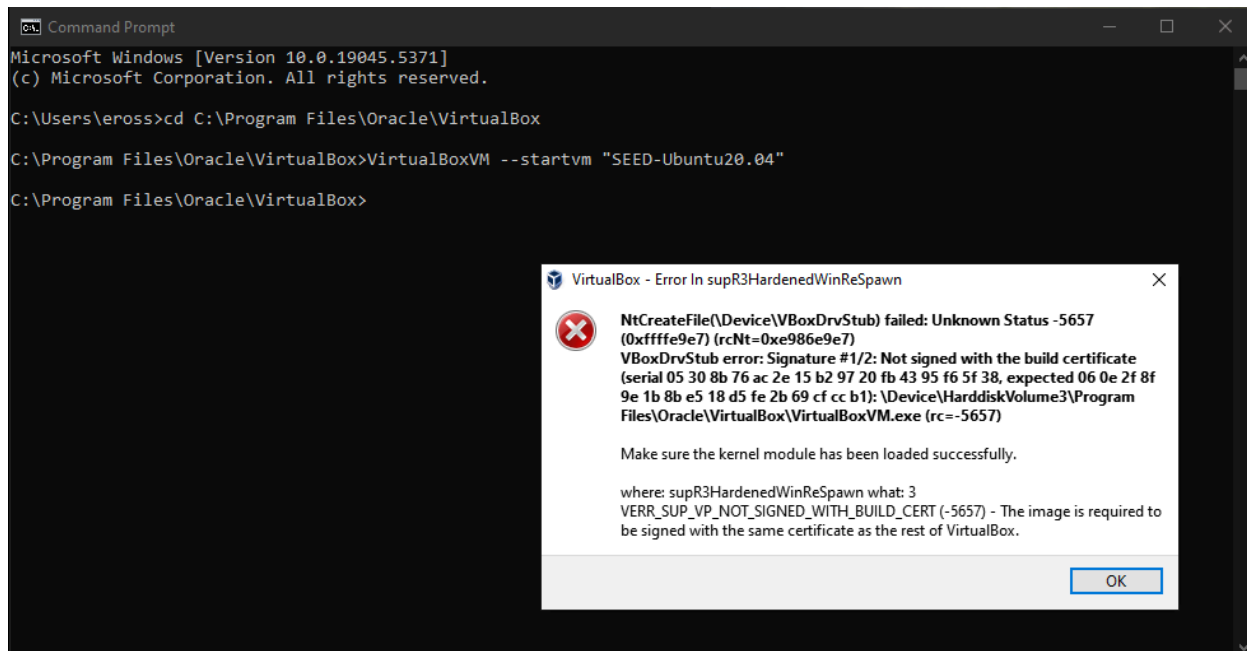 Command Prompt
Microsoft Windows [Version 10.0.19045.5371]
(c) Microsoft Corporation. All rights reserved.
C:\Users\eross>cd C:\Program Files\Oracle\VirtualBox
C:\Program Files\Oracle\VirtualBox>VirtualBoxVM --startvm "SEED-Ubuntu20.04"
C:\Program Files\Oracle\VirtualBox>
VirtualBox - Error In supR3HardenedWinReSpawn
NtCreateFile(\Device\VBoxDrvStub) failed: Unknown Status -5657
(0xffffe9e7) (rcNt=0xe986e9e7)
VBoxDrvStub error: Signature #1/2: Not signed with the build certificate
(serial 05 30 8b 76 ac 2e 15 b2 97 20 fb 43 95 f6 5f 38, expected 06 0e 2f 8f
9e 1b 8b e5 18 d5 fe 2b 69 cf cc b1): \Device\HarddiskVolume3\Program
Files\Oracle\VirtualBox\VirtualBoxVM.exe (rc=-5657)
Make sure the kernel module has been loaded successfully.
where: supR3HardenedWinReSpawn what: 3
VERR_SUP_VP_NOT_SIGNED_WITH_BUILD_CERT (-5657) - The image is required to
be signed with the same certificate as the rest of VirtualBox.
OK